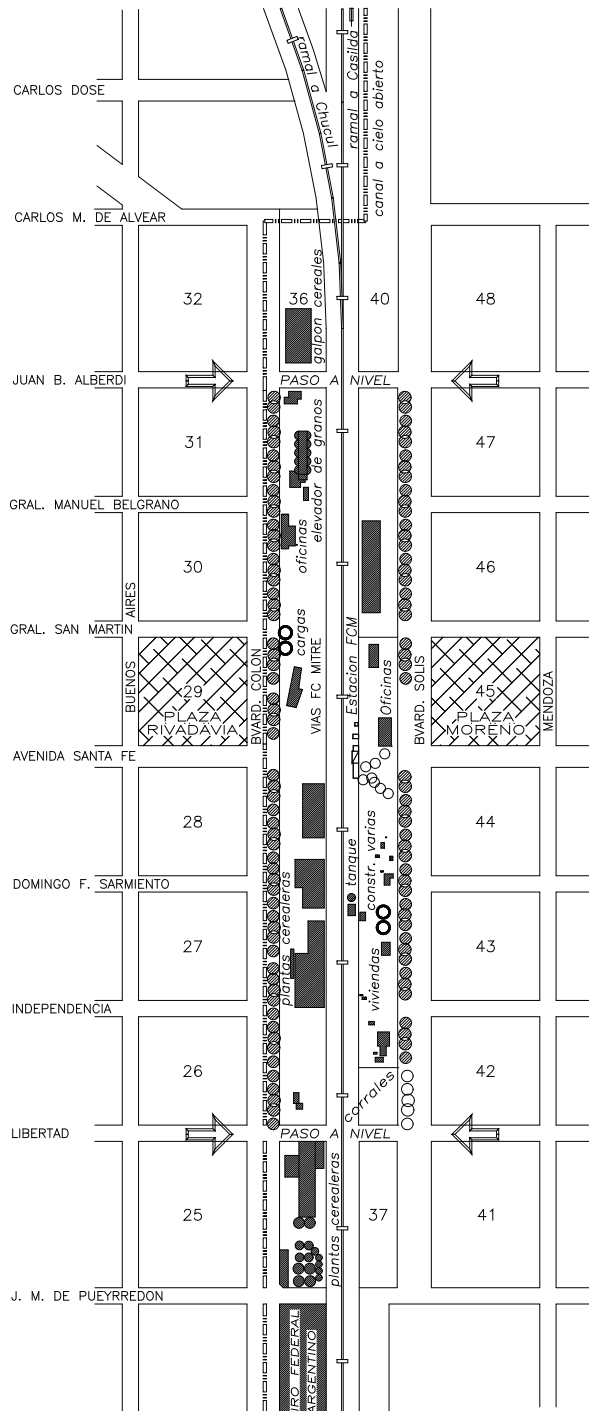 ramal a Chucul
ramal a Casilda
canal a cielo abierto
CARLOS DOSE
CARLOS M. DE ALVEAR
32
36
galpon cereales
40
48
JUAN B. ALBERDI
PASO A NIVEL
31
elevador de granos
47
GRAL. MANUEL BELGRANO
30
oficinas
46
AIRES
GRAL. SAN MARTIN
cargas
BUENOS
29
PLAZA
RIVADAVIA
BVARD. COLON
VIAS FC MITRE
Estacion FCM
Oficinas
BVARD. SOLIS
45
PLAZA
MORENO
MENDOZA
AVENIDA SANTA FE
28
44
constr. varias
tanque
DOMINGO F. SARMIENTO
plantas cerealeras
27
viviendas
43
INDEPENDENCIA
26
corrales
42
LIBERTAD
PASO A NIVEL
25
plantas cerealeras
37
41
J. M. DE PUEYRREDON
IRO FEDERAL
ARGENTINO